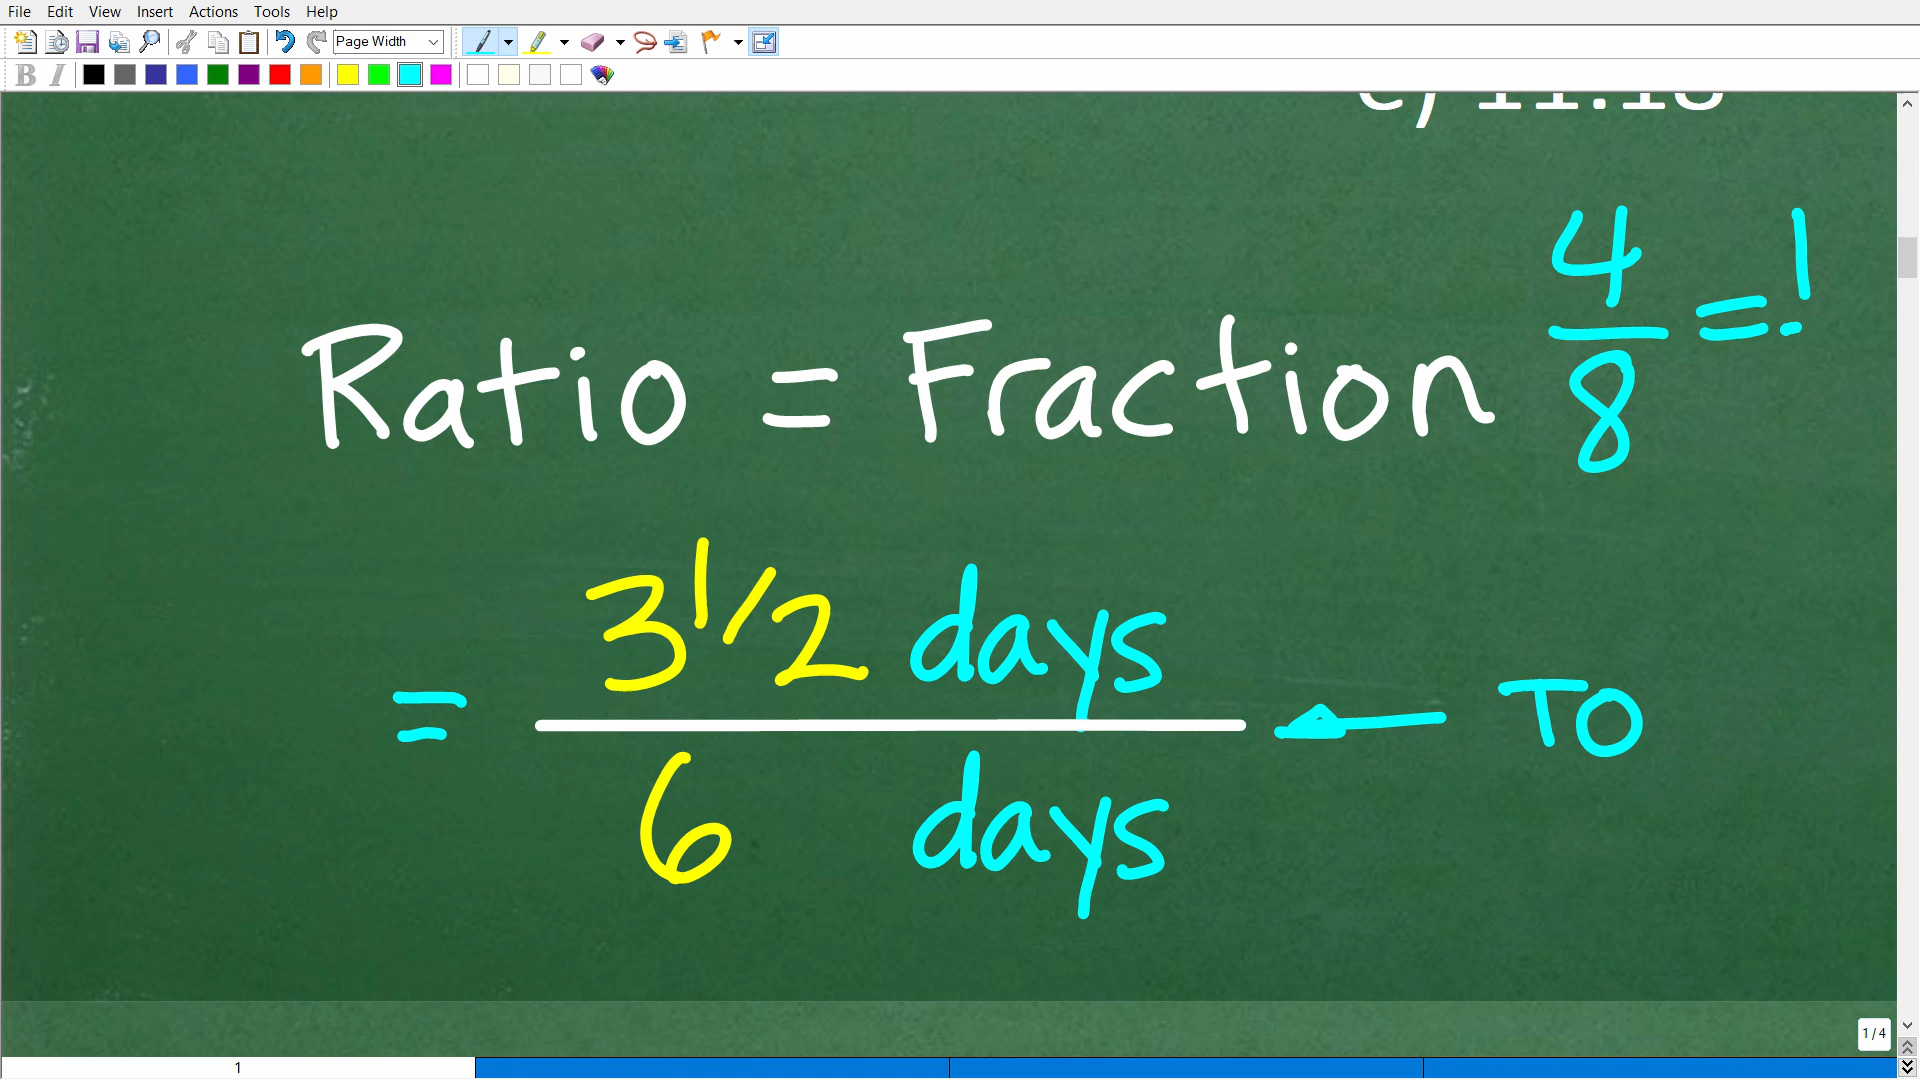 File Edit View Insert Actions Tools Help
Page Width
B I
4/8 = 1
Ratio = Fraction
= 3 1/2 days
6 days
TO
1 / 4
1